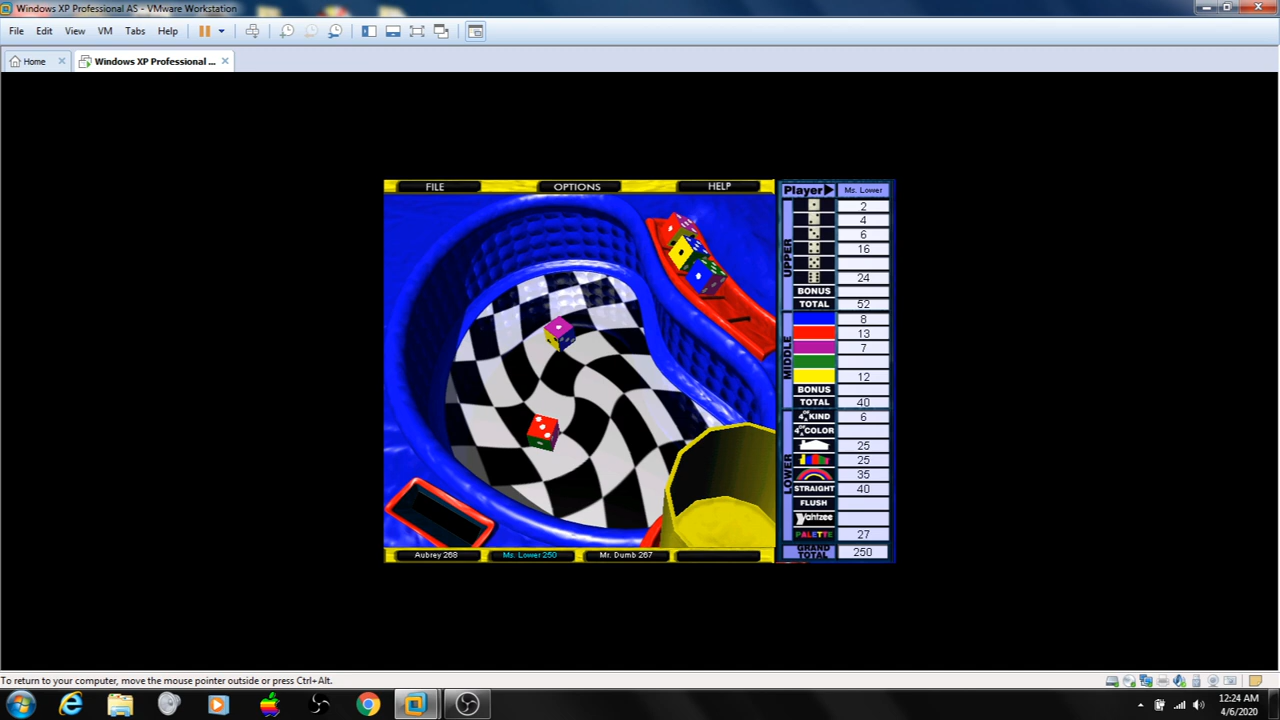 Windows XP Professional AS - VMware Workstation
File Edit View VM Tabs Help
Home
Windows XP Professional ...
FILE OPTIONS HELP
Player Ms. Lower
UPPER
2
4
6
16
24
BONUS
TOTAL 52
MIDDLE
8
13
7
12
BONUS
TOTAL 40
LOWER
4 OF KIND 6
4 OF COLOR
25
25
35
STRAIGHT 40
FLUSH
Yahtzee
PALETTE 27
GRAND TOTAL 250
Aubrey 268 Ms. Lower 250 Mr. Dumb 267
To return to your computer, move the mouse pointer outside or press Ctrl+Alt.
12:24 AM
4/6/2020